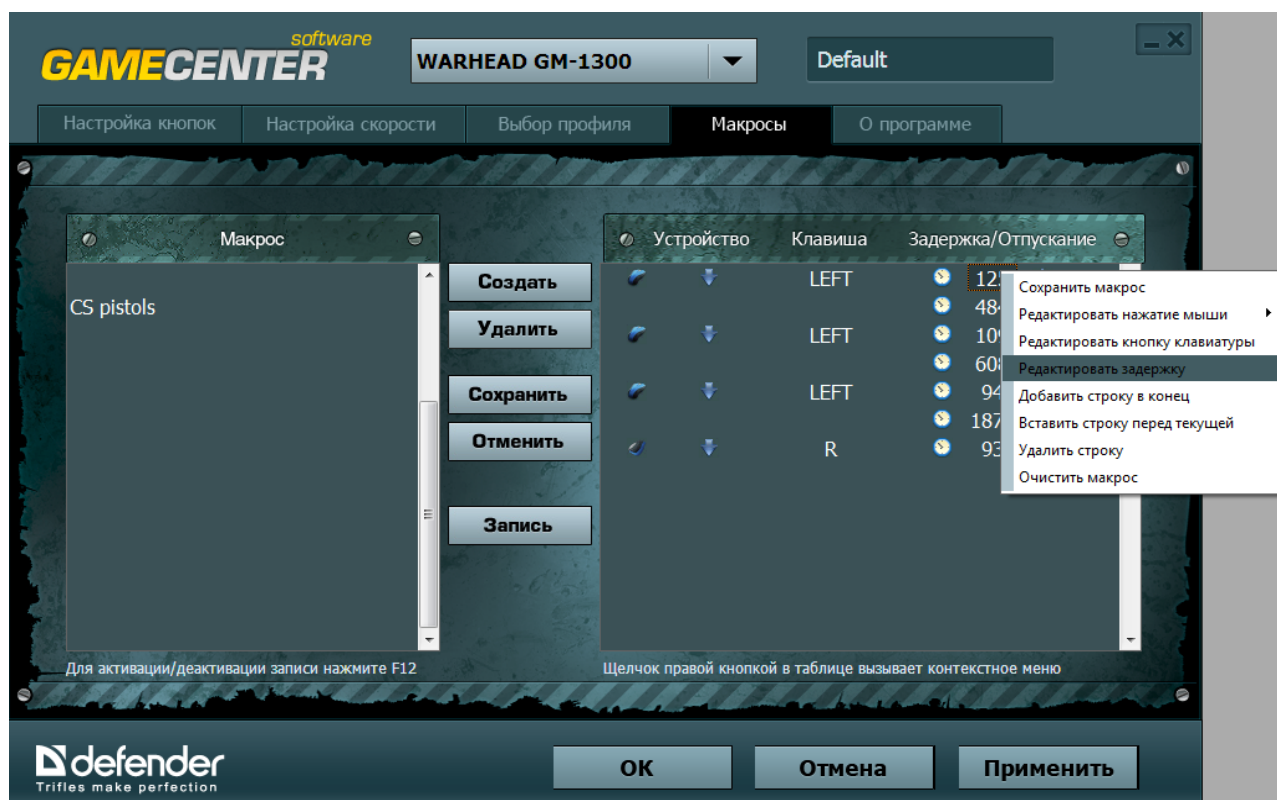 software
GAMECENTER
WARHEAD GM-1300
Default
Настройка кнопок
Настройка скорости
Выбор профиля
Макросы
О программе
Макрос
CS pistols
Создать
Удалить
Сохранить
Отменить
Запись
Устройство Клавиша Задержка/Отпускание
LEFT
LEFT
LEFT
R 93
Сохранить макрос
Редактировать нажатие мыши
Редактировать кнопку клавиатуры
Редактировать задержку
Добавить строку в конец
Вставить строку перед текущей
Удалить строку
Очистить макрос
Для активации/деактивации записи нажмите F12
Щелчок правой кнопкой в таблице вызывает контекстное меню
defender
Trifles make perfection
OK
Отмена
Применить